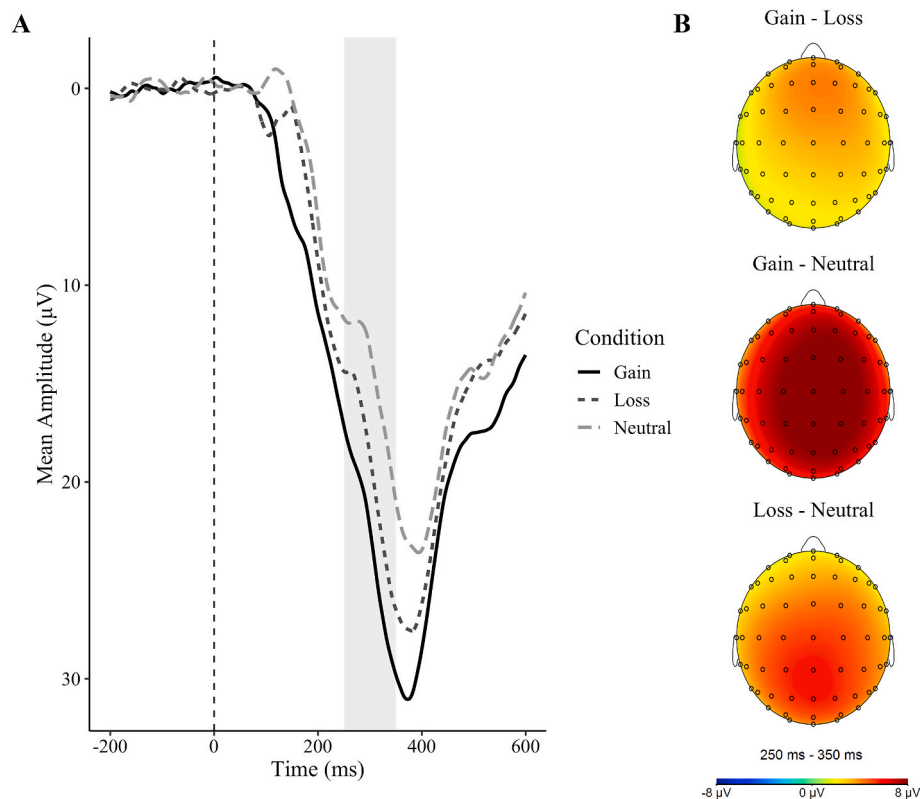 A
B
Gain - Loss
0
10
20
30
Mean Amplitude (µV)
-200
0
200
400
600
Time (ms)
Condition
Gain
Loss
Neutral
Gain - Neutral
Loss - Neutral
250 ms - 350 ms
-8 µV
0 µV
8 µV